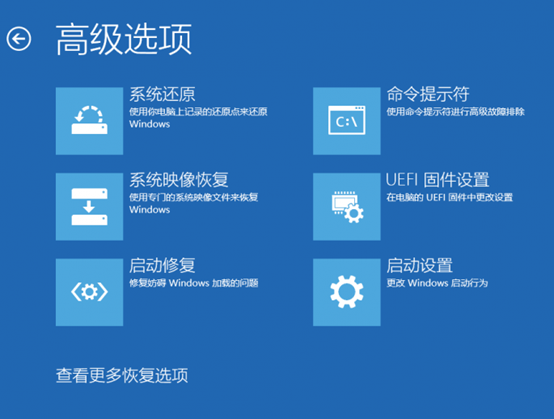 高级选项
系统还原
使用你电脑上记录的还原点来还原
Windows
系统映像恢复
使用专门的系统映像文件来恢复
Windows
启动修复
修复妨碍 Windows 加载的问题
命令提示符
使用命令提示符进行高级故障排除
C:\
UEFI 固件设置
在电脑的 UEFI 固件中更改设置
启动设置
更改 Windows 启动行为
查看更多恢复选项